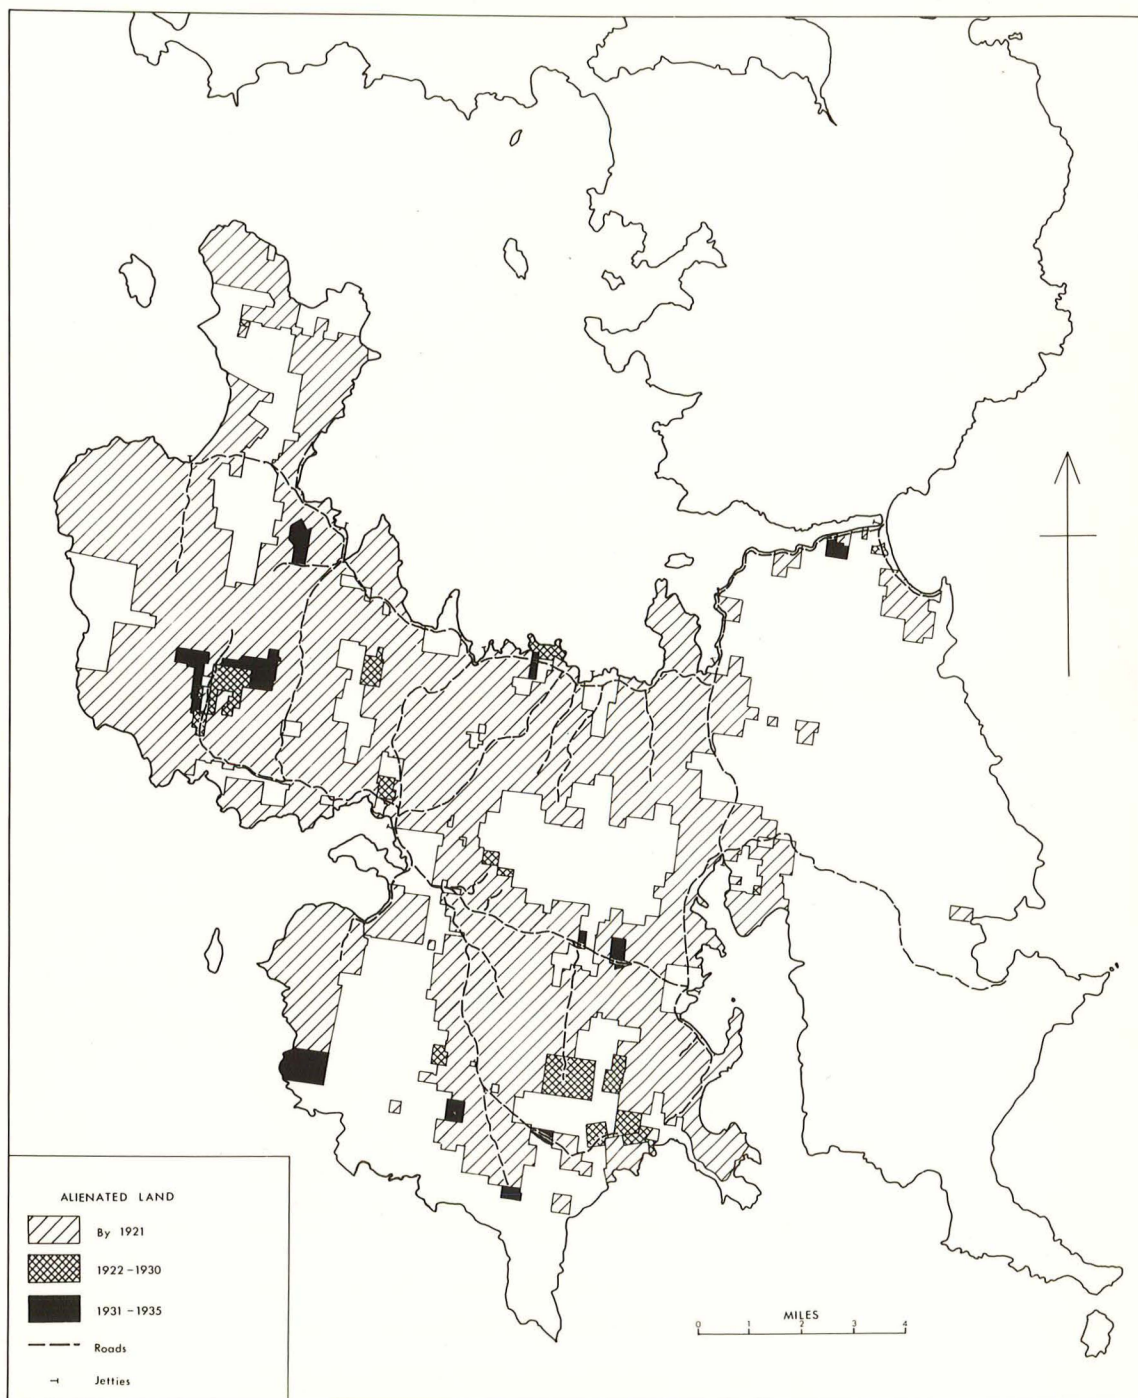 ALIENATED LAND
By 1921
1922-1930
1931-1935
Roads
Jetties
MILES
0 1 2 3 4